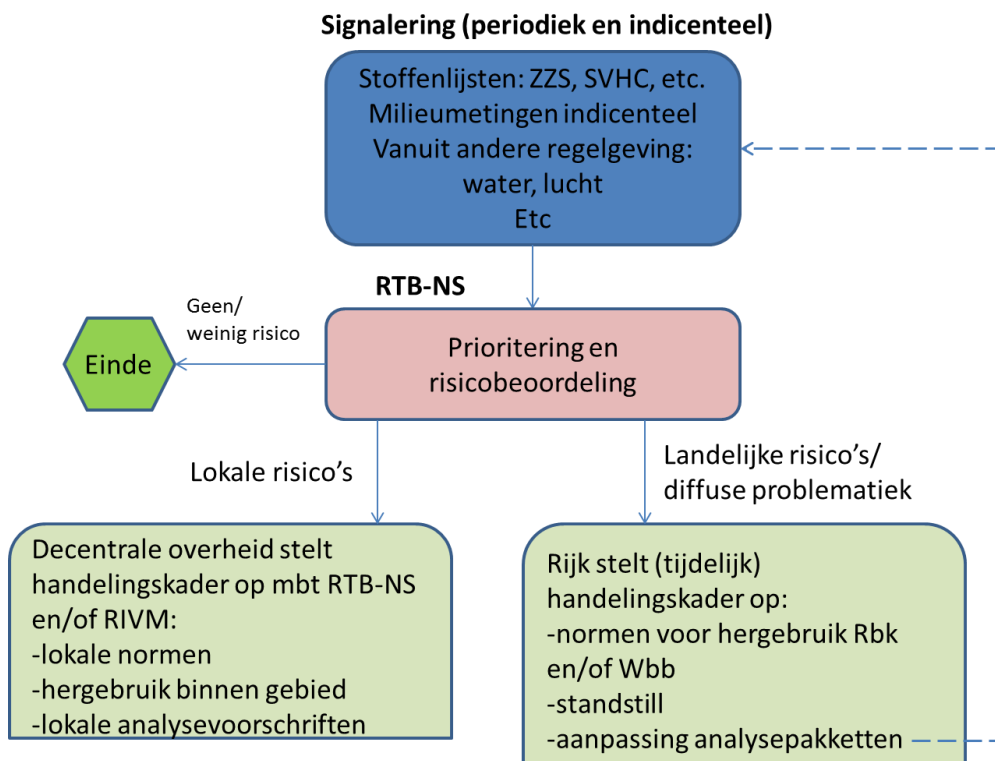 Signalering (periodiek en indicenteel)
Stoffenlijsten: ZZS, SVHC, etc.
Milieumetingen indicenteel
Vanuit andere regelgeving:
water, lucht
Etc
RTB-NS
Geen/
weinig risico
Einde
Prioritering en
risicobeoordeling
Lokale risico’s
Landelijke risico’s/
diffuse problematiek
Decentrale overheid stelt
handelingskader op mbt RTB-NS
en/of RIVM:
-lokale normen
-hergebruik binnen gebied
-lokale analysevoorschriften
Rijk stelt (tijdelijk)
handelingskader op:
-normen voor hergebruik Rbk
en/of Wbb
-standstill
-aanpassing analysepakketten